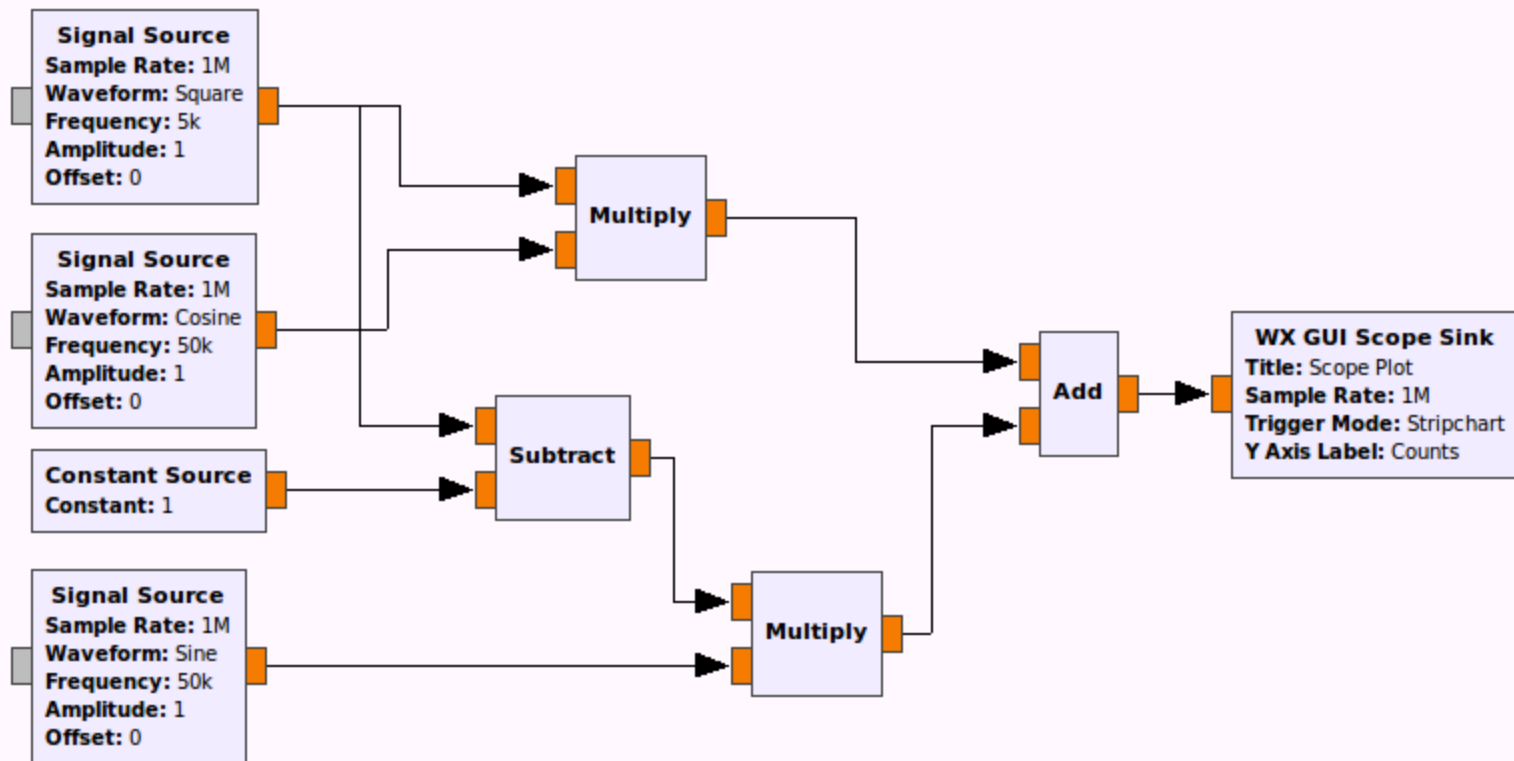 Signal Source
Sample Rate: 1M
Waveform: Square
Frequency: 5k
Amplitude: 1
Offset: 0
Signal Source
Sample Rate: 1M
Waveform: Cosine
Frequency: 50k
Amplitude: 1
Offset: 0
Constant Source
Constant: 1
Signal Source
Sample Rate: 1M
Waveform: Sine
Frequency: 50k
Amplitude: 1
Offset: 0
Multiply
Subtract
Multiply
Add
WX GUI Scope Sink
Title: Scope Plot
Sample Rate: 1M
Trigger Mode: Stripchart
Y Axis Label: Counts